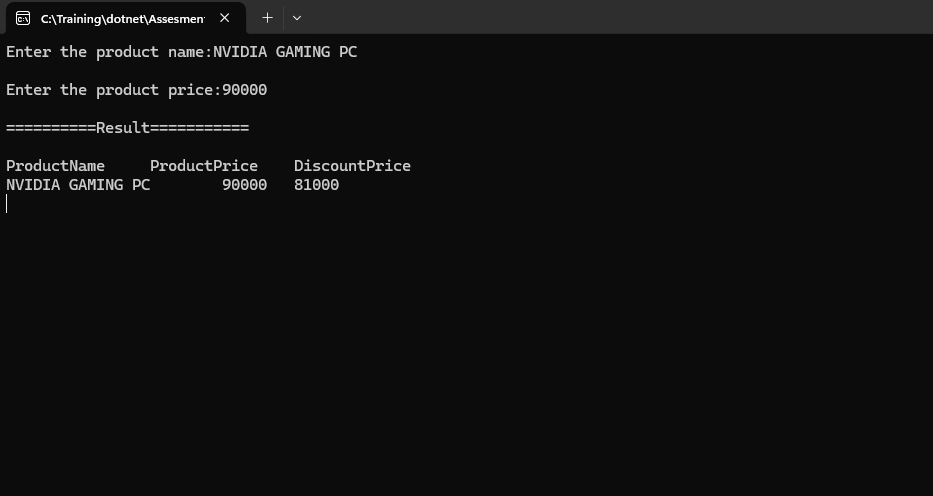 C:\Training\dotnet\Assesmen
Enter the product name:NVIDIA GAMING PC
Enter the product price:90000
==========Result===========
ProductName     ProductPrice    DiscountPrice
NVIDIA GAMING PC        90000   81000